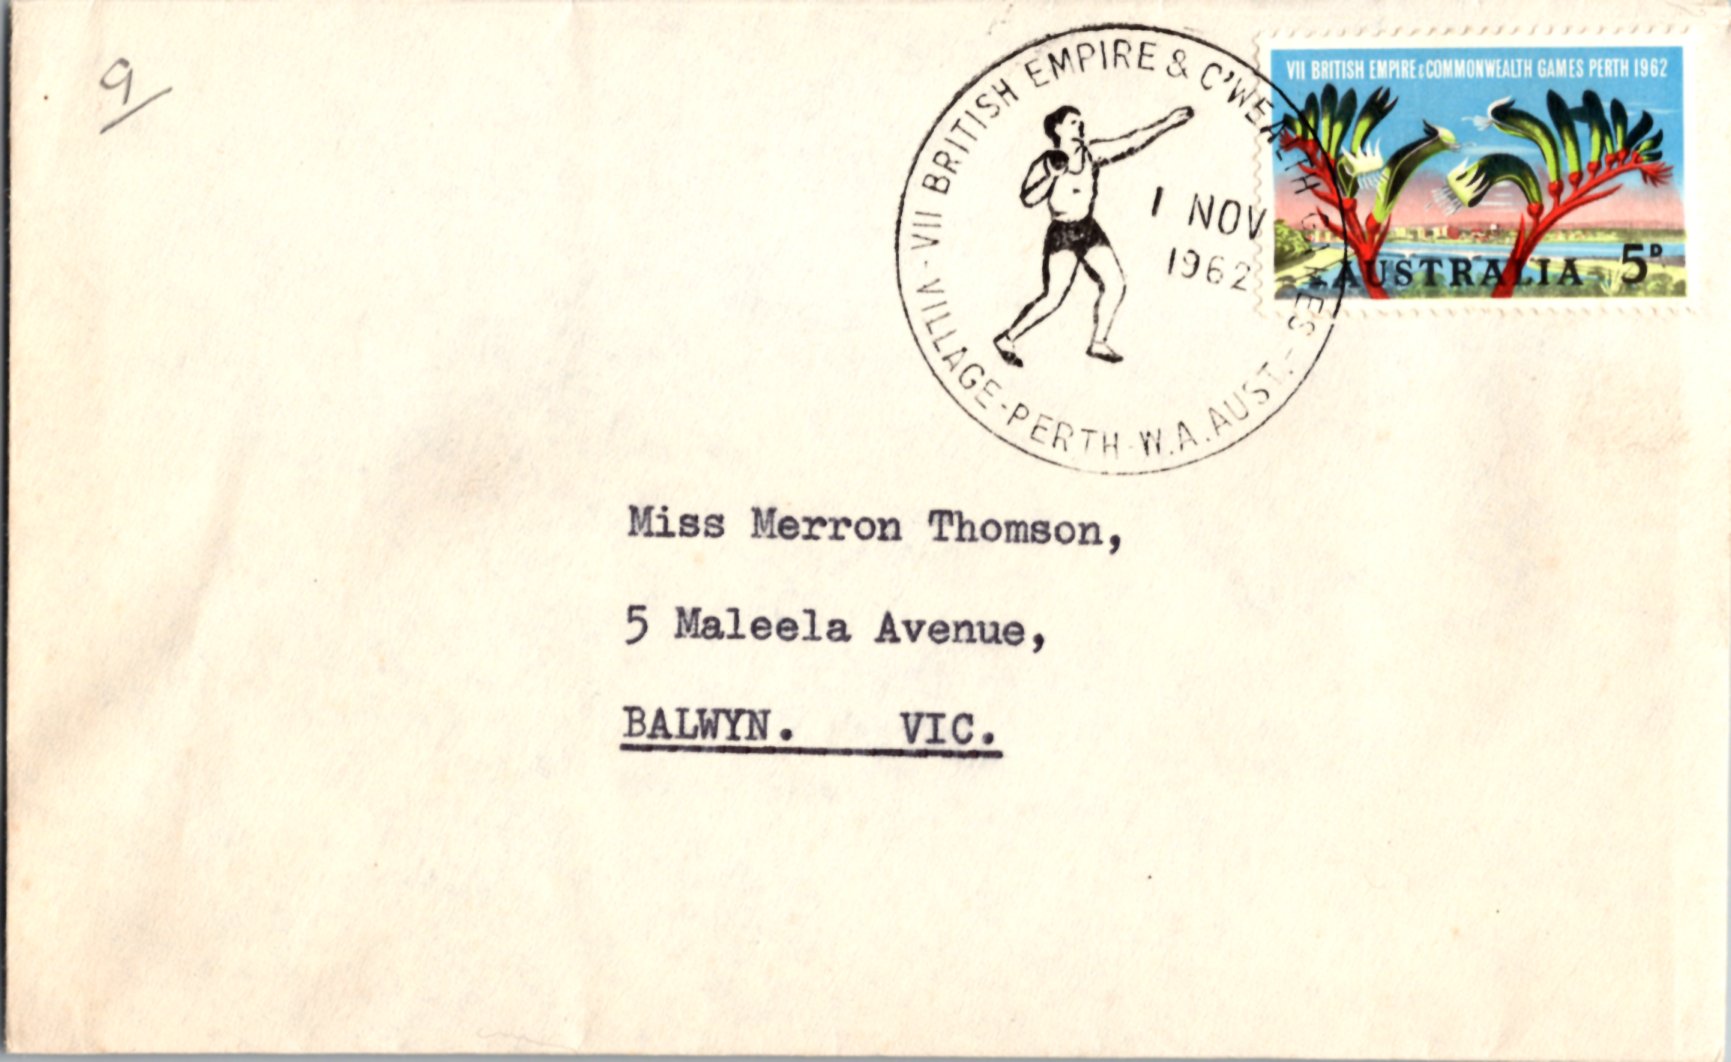 9/
VII BRITISH EMPIRE & C'WEALTH GAMES - VILLAGE - PERTH - W.A. AUST. -
1 NOV
1962
VII BRITISH EMPIRE & COMMONWEALTH GAMES PERTH 1962
AUSTRALIA 5D
Miss Merron Thomson,
5 Maleela Avenue,
BALWYN. VIC.